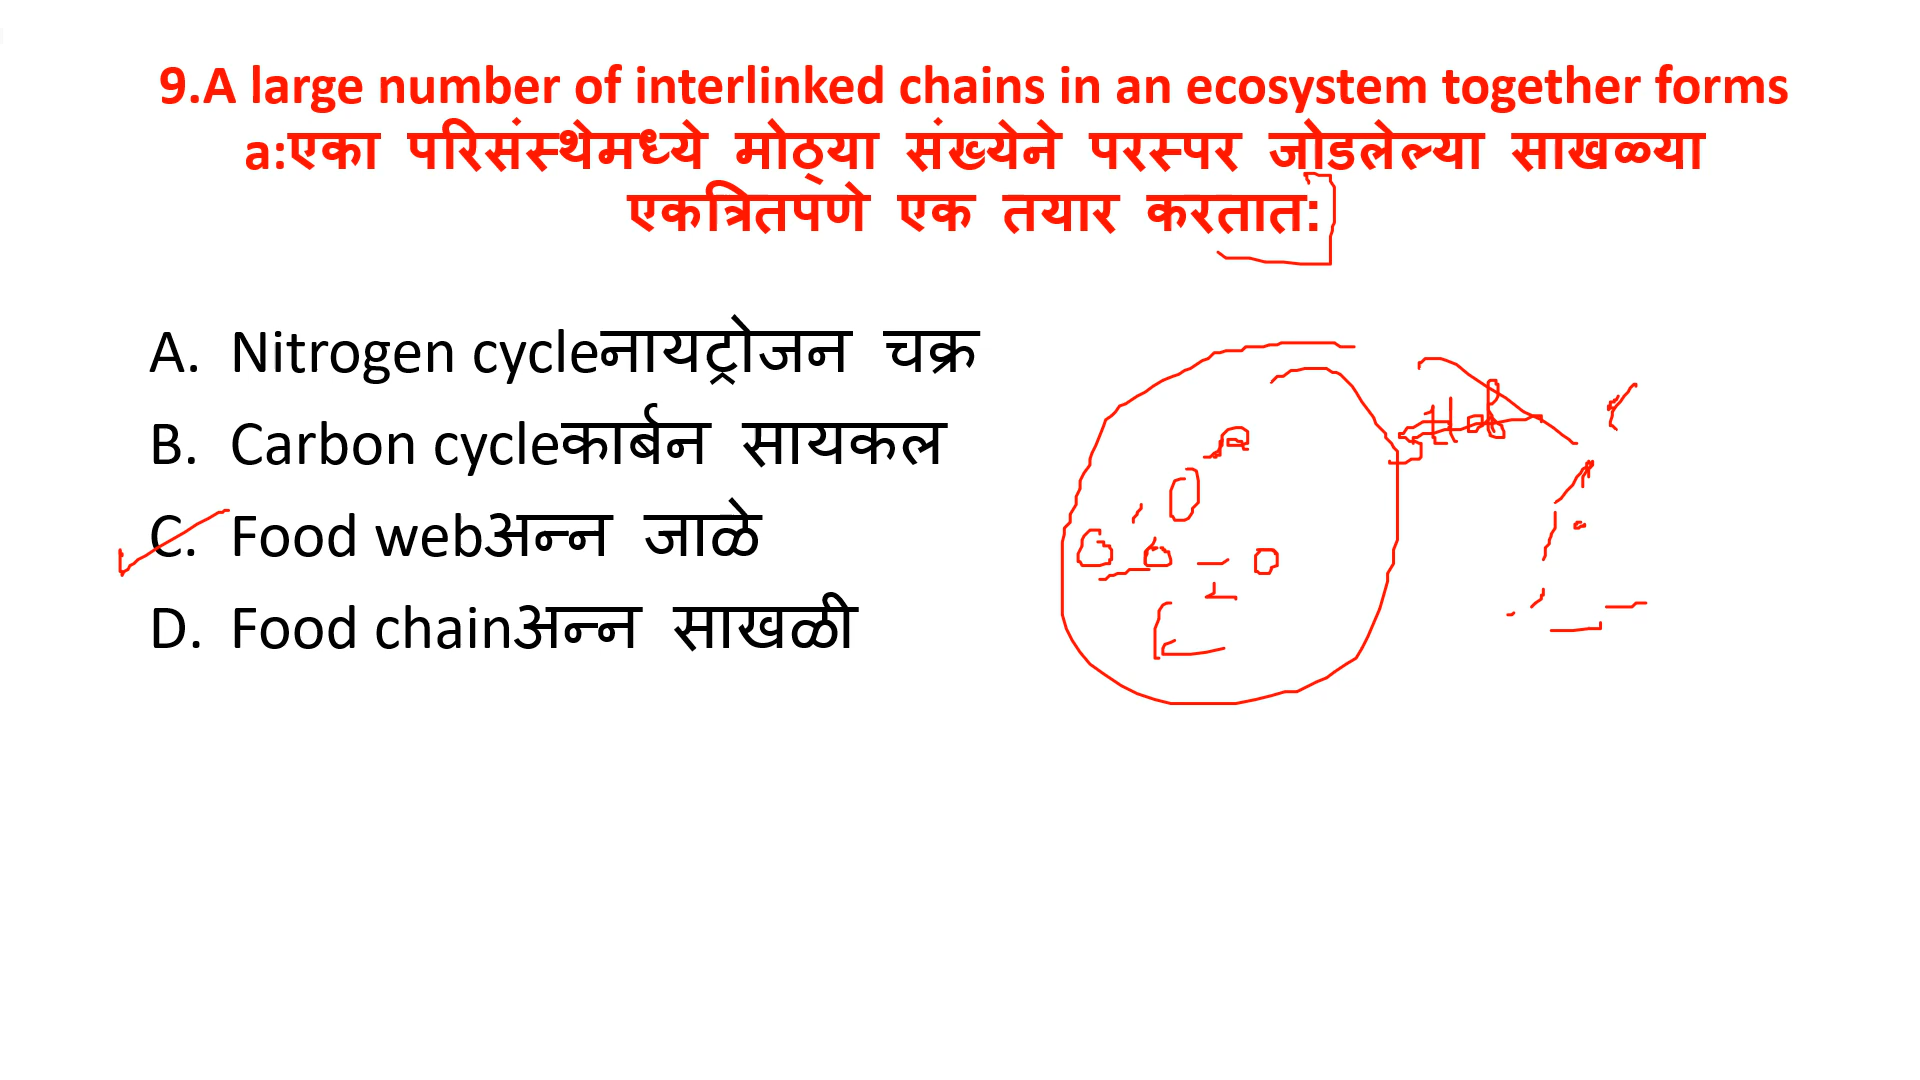 9.A large number of interlinked chains in an ecosystem together forms
a:एका परिसंस्थेमध्ये मोठ्या संख्येने परस्पर जोडलेल्या साखळ्या
एकत्रितपणे एक तयार करतात:
A. Nitrogen cycleनायट्रोजन चक्र
B. Carbon cycleकार्बन सायकल
C. Food webअन्न जाळे
D. Food chainअन्न साखळी